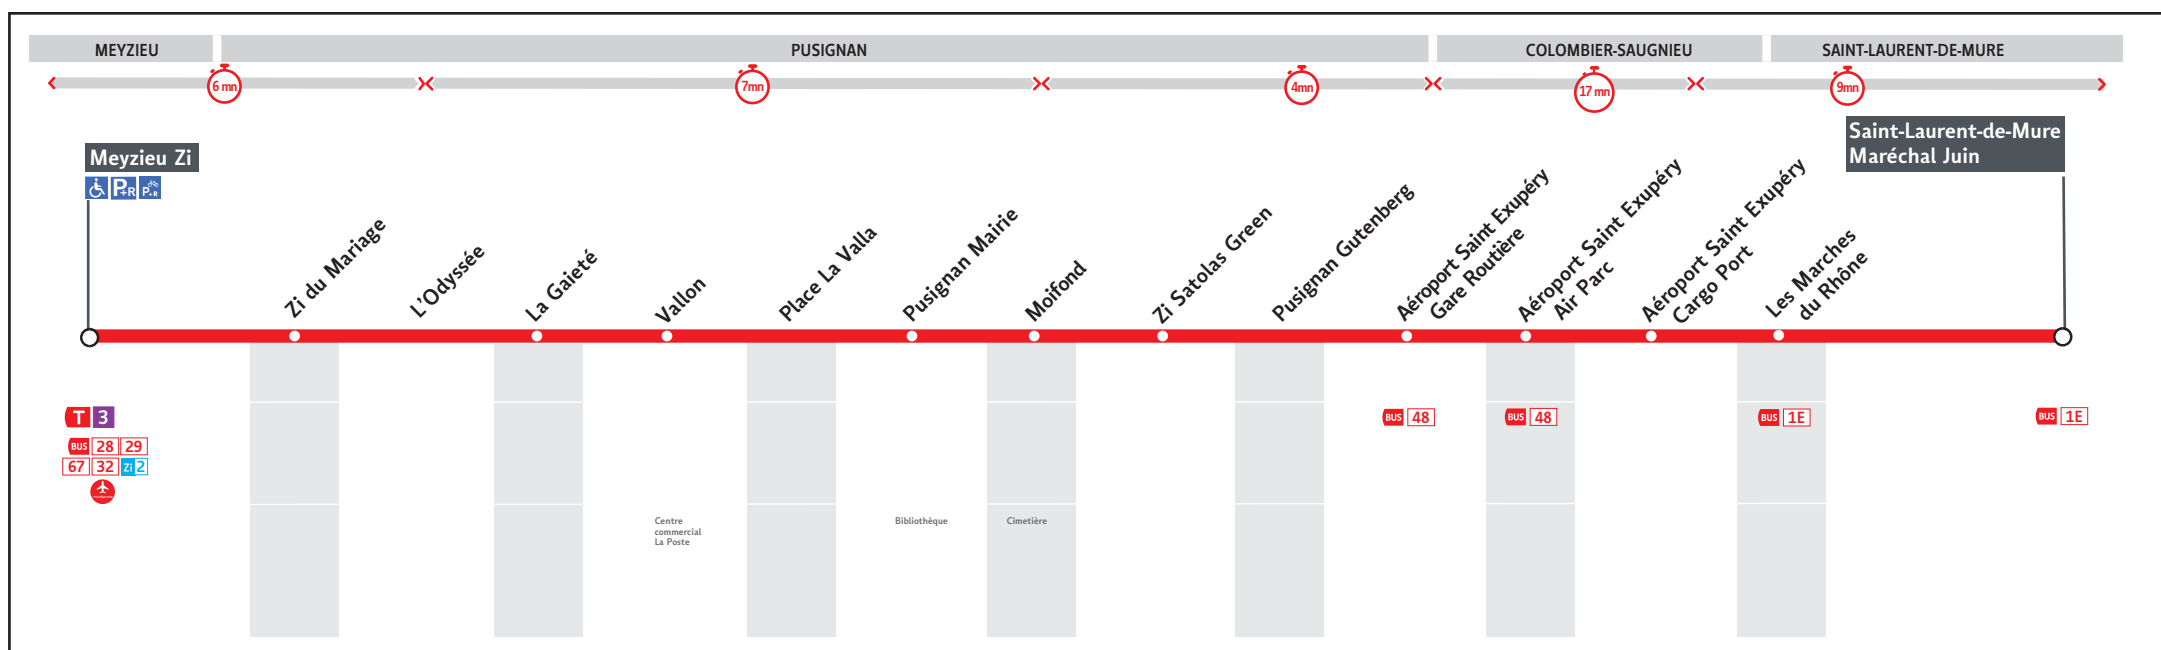 MEYZIEU
PUSIGNAN
COLOMBIER-SAUGNIEU
SAINT-LAURENT-DE-MURE
6 mn
7mn
4mn
17 mn
9mn
Meyzieu Zi
P+R
P+R
Zi du Mariage
L'Odyssée
La Gaieté
Vallon
Place La Valla
Pusignan Mairie
Moifond
Zi Satolas Green
Pusignan Gutenberg
Aéroport Saint Exupéry
Gare Routière
Aéroport Saint Exupéry
Air Parc
Aéroport Saint Exupéry
Cargo Port
Les Marches
du Rhône
Saint-Laurent-de-Mure
Maréchal Juin
T 3
BUS 28 29
67 32 Zi 2
BUS 48
BUS 48
BUS 1E
BUS 1E
Centre
commercial
La Poste
Bibliothèque
Cimetière